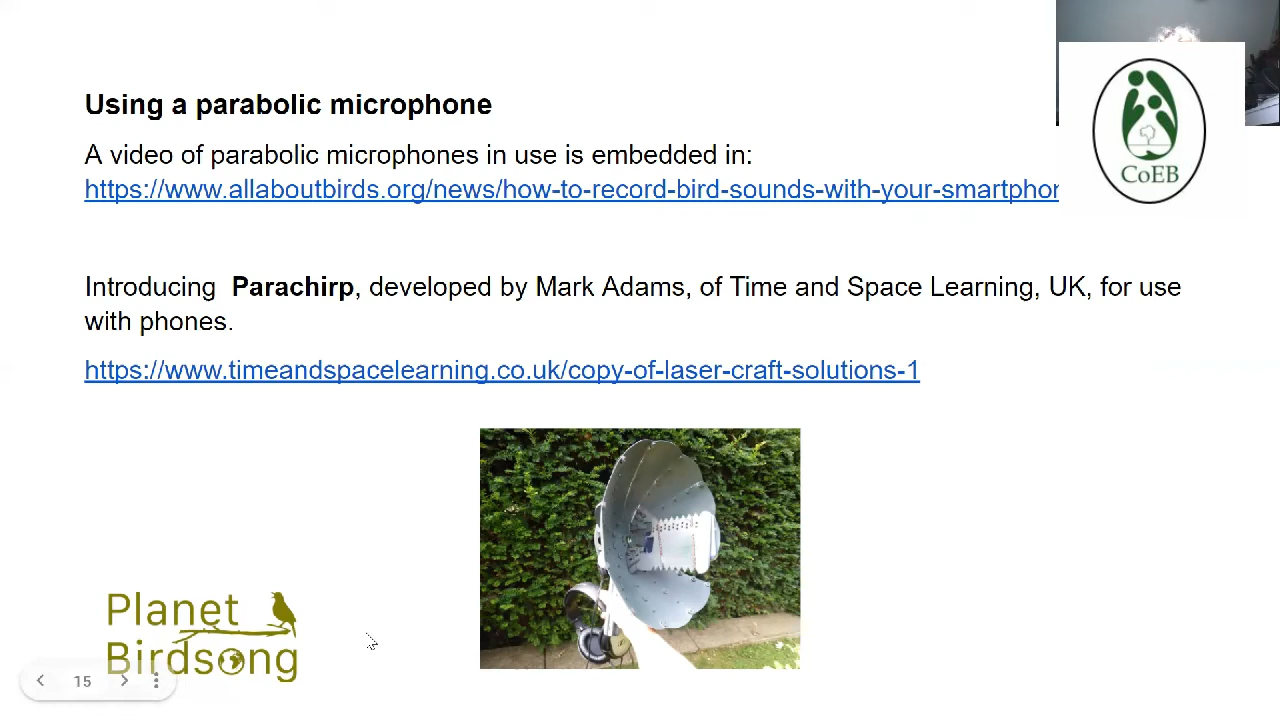 Using a parabolic microphone
A video of parabolic microphones in use is embedded in:
https://www.allaboutbirds.org/news/how-to-record-bird-sounds-with-your-smartphon
CoEB
Introducing Parachirp, developed by Mark Adams, of Time and Space Learning, UK, for use
with phones.
https://www.timeandspacelearning.co.uk/copy-of-laser-craft-solutions-1
Planet
Birdsong
15